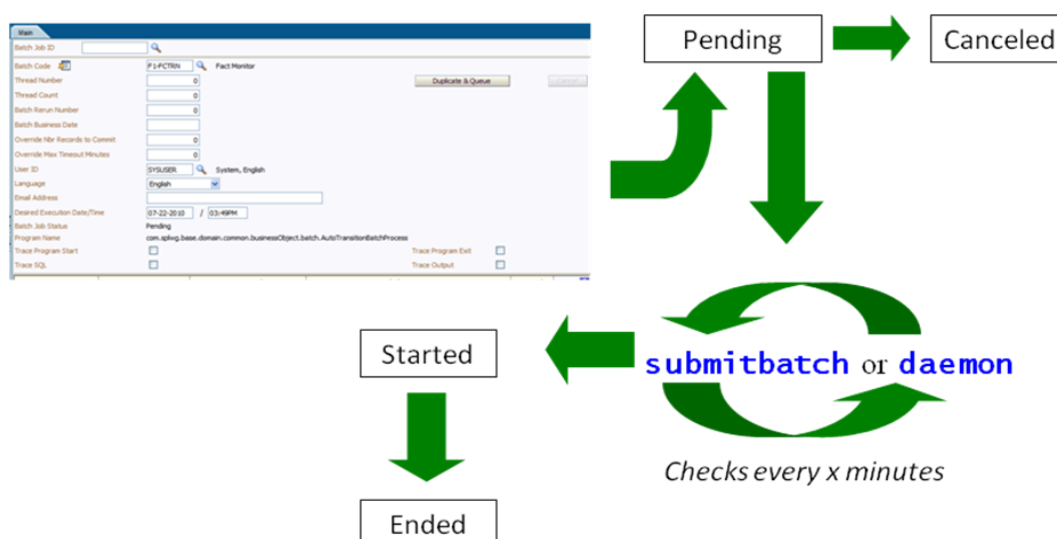 Main
Batch Job ID
Batch Code F1-FCTRN Fact Monitor
Thread Number 0 Duplicate & Queue Cancel
Thread Count 0
Batch Rerun Number 0
Batch Business Date
Override Nbr Records to Commit 0
Override Max Timeout Minutes 0
User ID SYSUSER System, English
Language English
Email Address
Desired Execution Date/Time 07-22-2010 / 03:49PM
Batch Job Status Pending
Program Name com.splwg.base.domain.common.businessObject.batch.AutoTransitionBatchProcess
Trace Program Start Trace Program Exit
Trace SQL Trace Output
Pending
Canceled
submitbatch or daemon
Checks every x minutes
Started
Ended